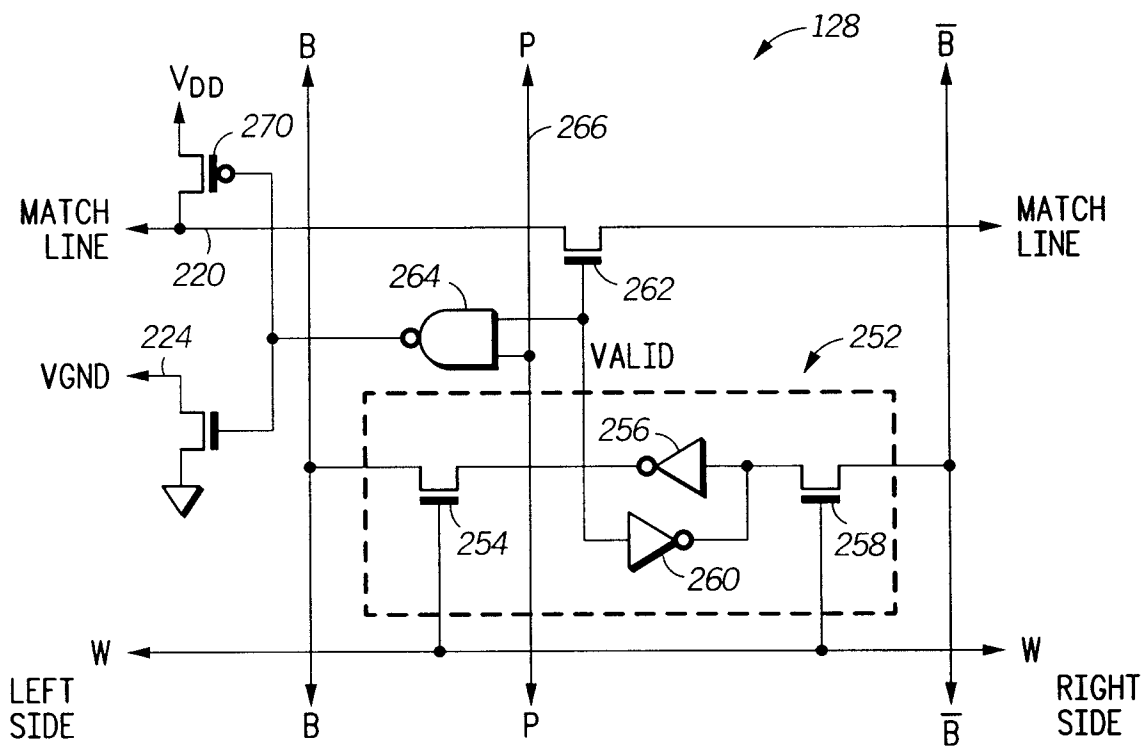 B
P
128
B̅
VDD
270
266
MATCH
LINE
MATCH
LINE
220
264
262
224
VALID
252
VGND
256
254
258
260
W
W
LEFT
SIDE
B
P
B̅
RIGHT
SIDE